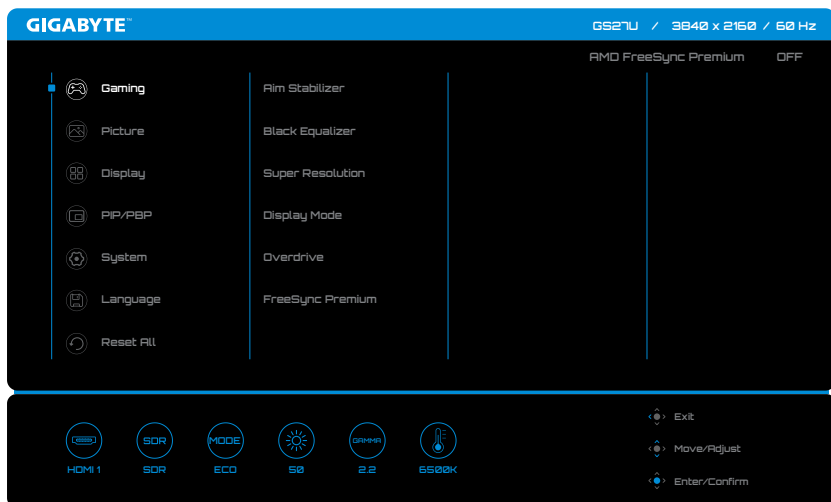 GIGABYTE™
GS27U / 3840 x 2160 / 60 Hz
AMD FreeSync Premium OFF
Gaming
Picture
Display
PIP/PBP
System
Language
Reset All
Aim Stabilizer
Black Equalizer
Super Resolution
Display Mode
Overdrive
FreeSync Premium
SDR
MODE
GAMMA
HDMI 1
SDR
ECO
50
2.2
6500K
Exit
Move/Adjust
Enter/Confirm